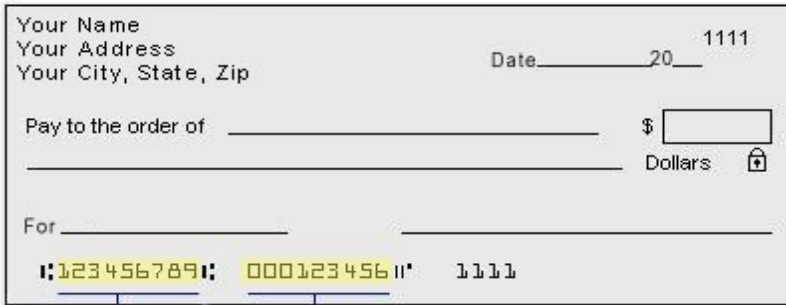 Your Name
1111
Your Address
Date 20
Your City, State, Zip
Pay to the order of $
Dollars
For
⑆123456789⑆ 000123456⑈ 1111